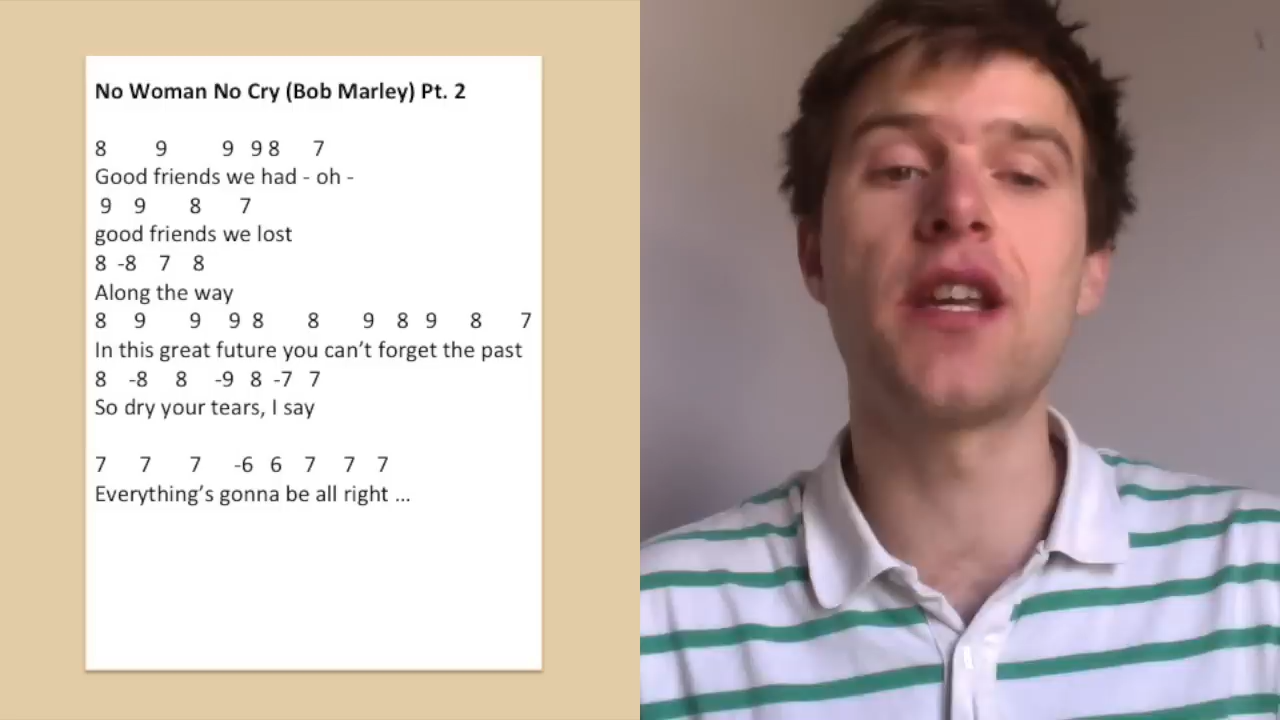 No Woman No Cry (Bob Marley) Pt. 2
8 9 9 9 8 7
Good friends we had - oh -
9 9 8 7
good friends we lost
8 -8 7 8
Along the way
8 9 9 9 8 8 9 8 9 8 7
In this great future you can't forget the past
8 -8 8 -9 8 -7 7
So dry your tears, I say
7 7 7 -6 6 7 7 7
Everything's gonna be all right ...